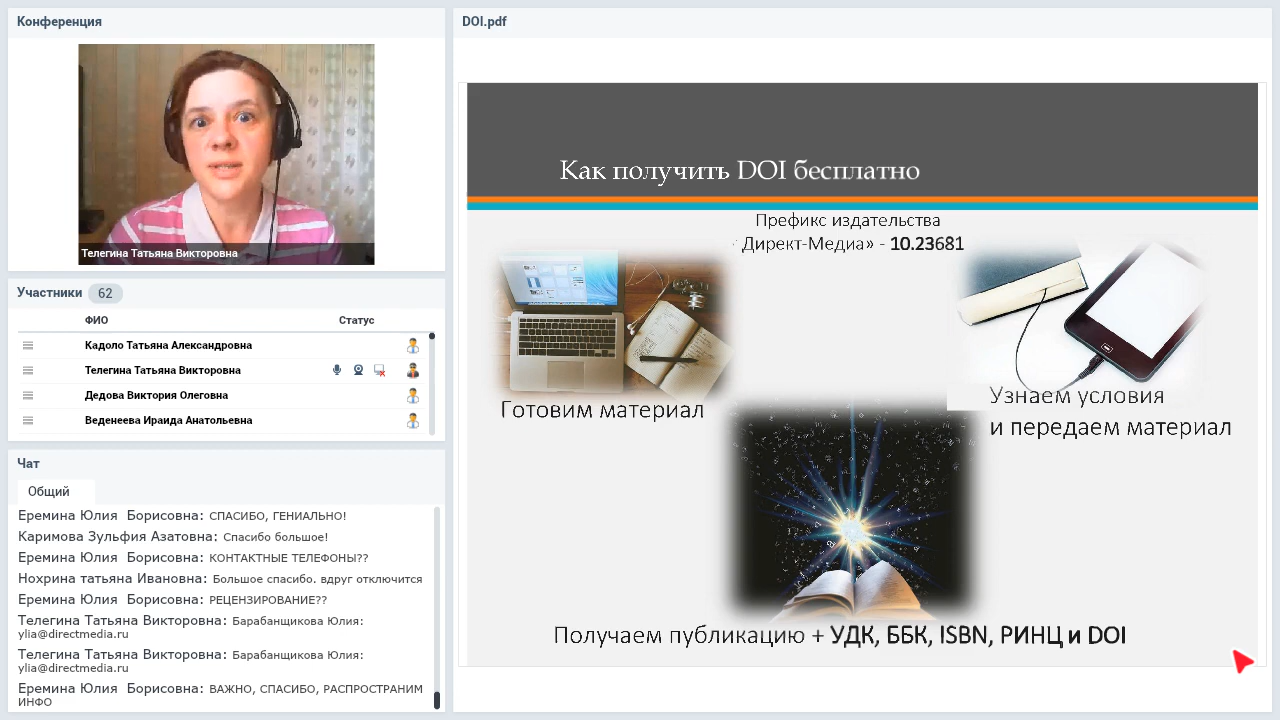 Конференция
Телегина Татьяна Викторовна
Участники 62
ФИО Статус
Кадоло Татьяна Александровна
Телегина Татьяна Викторовна
Дедова Виктория Олеговна
Веденеева Ираида Анатольевна
Чат
Общий
Еремина Юлия Борисовна: СПАСИБО, ГЕНИАЛЬНО!
Каримова Зульфия Азатовна: Спасибо большое!
Еремина Юлия Борисовна: КОНТАКТНЫЕ ТЕЛЕФОНЫ??
Нохрина татьяна Ивановна: Большое спасибо. вдруг отключится
Еремина Юлия Борисовна: РЕЦЕНЗИРОВАНИЕ??
Телегина Татьяна Викторовна: Барабанщикова Юлия:
ylia@directmedia.ru
Телегина Татьяна Викторовна: Барабанщикова Юлия:
ylia@directmedia.ru
Еремина Юлия Борисовна: ВАЖНО, СПАСИБО, РАСПРОСТРАНИМ
ИНФО
DOI.pdf
Как получить DOI бесплатно
Префикс издательства
Директ-Медиа» - 10.23681
Готовим материал
Узнаем условия
и передаем материал
Получаем публикацию + УДК, ББК, ISBN, РИНЦ и DOI